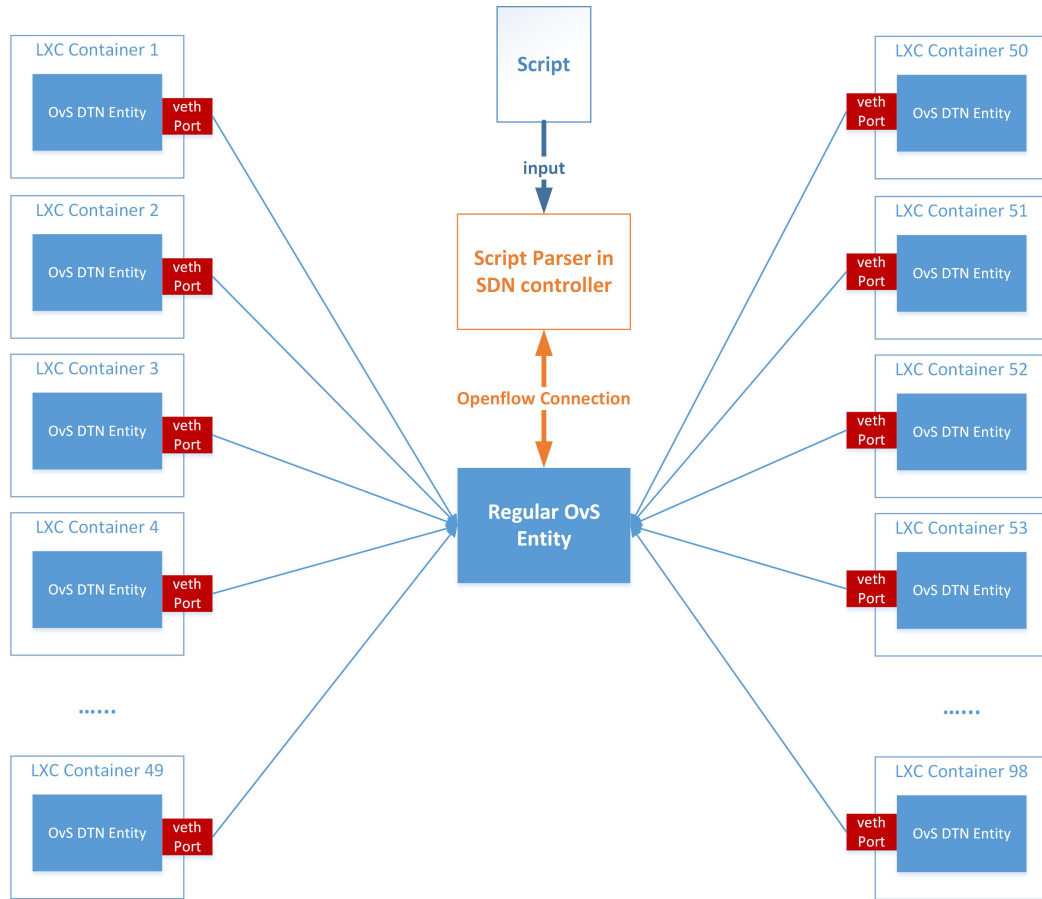 LXC Container 1
OvS DTN Entity
veth
Port
LXC Container 2
OvS DTN Entity
veth
Port
LXC Container 3
OvS DTN Entity
veth
Port
LXC Container 4
OvS DTN Entity
veth
Port
......
LXC Container 49
OvS DTN Entity
veth
Port
Script
input
Script Parser in
SDN controller
Openflow Connection
Regular OvS
Entity
LXC Container 50
veth
Port
OvS DTN Entity
LXC Container 51
veth
Port
OvS DTN Entity
LXC Container 52
veth
Port
OvS DTN Entity
LXC Container 53
veth
Port
OvS DTN Entity
......
LXC Container 98
veth
Port
OvS DTN Entity